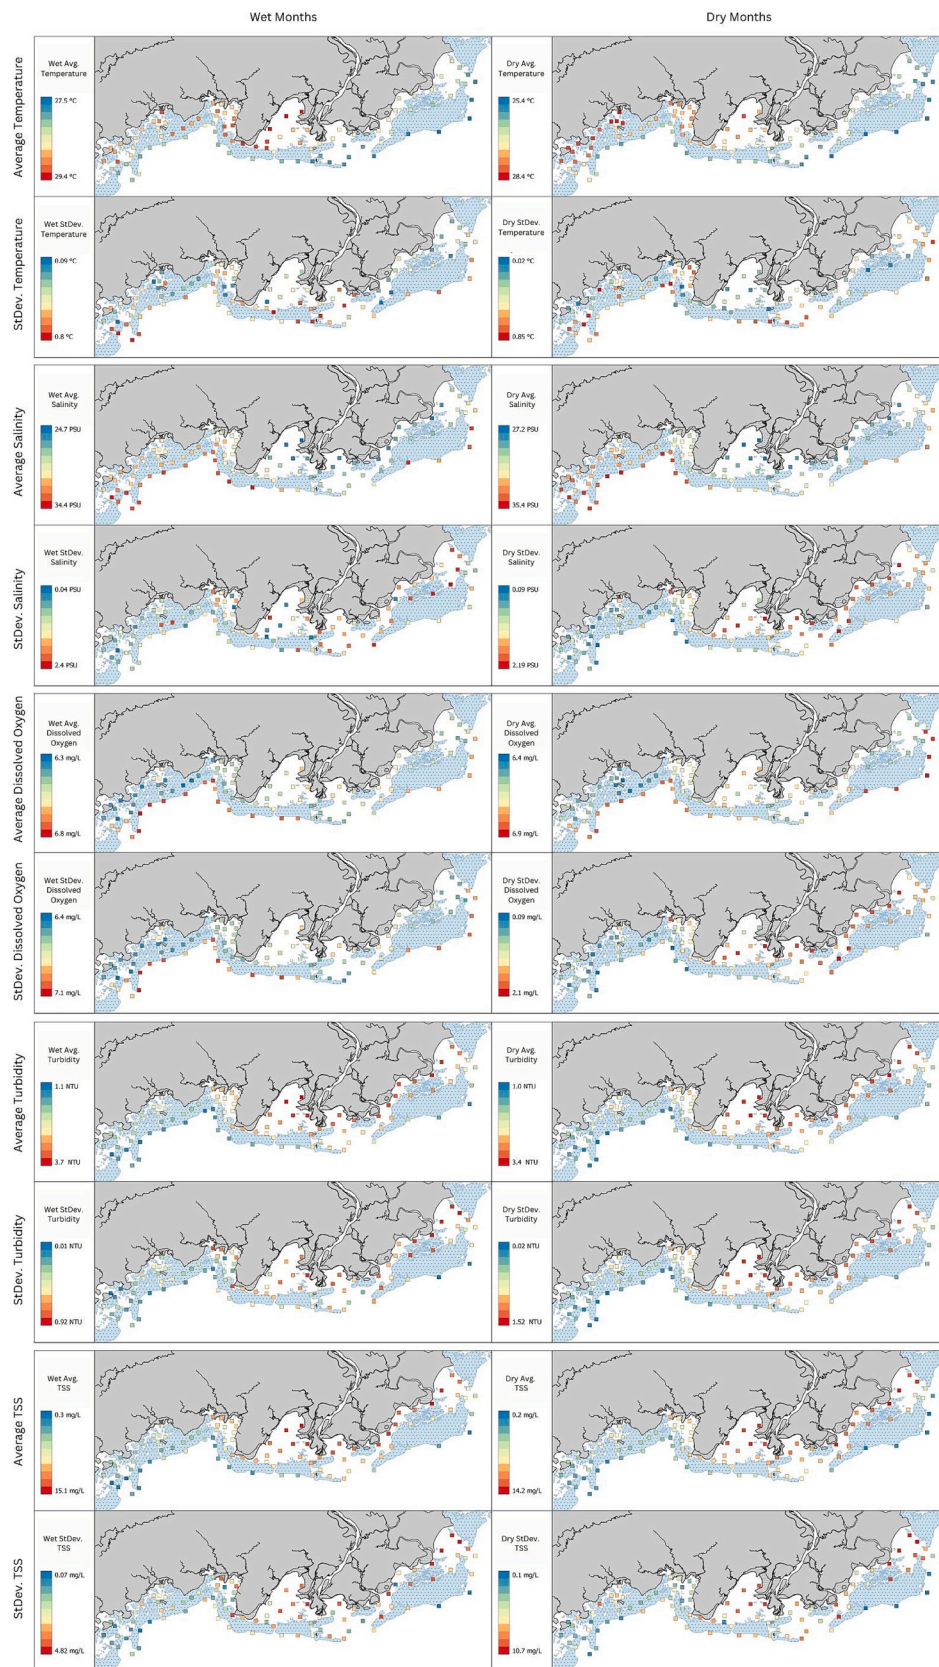 Wet Months
Dry Months
Average Temperature
Wet Avg.
Temperature
27.5 °C
29.4 °C
Dry Avg.
Temperature
25.4 °C
28.4 °C
StDev. Temperature
Wet StDev.
Temperature
0.09 °C
0.8 °C
Dry StDev.
Temperature
0.02 °C
0.85 °C
Average Salinity
Wet Avg.
Salinity
24.7 PSU
34.4 PSU
Dry Avg.
Salinity
27.2 PSU
35.4 PSU
StDev. Salinity
Wet StDev.
Salinity
0.04 PSU
2.4 PSU
Dry StDev.
Salinity
0.09 PSU
2.19 PSU
Average Dissolved Oxygen
Wet Avg.
Dissolved
Oxygen
6.3 mg/L
6.8 mg/L
Dry Avg.
Dissolved
Oxygen
6.4 mg/L
6.9 mg/L
StDev. Dissolved Oxygen
Wet StDev.
Dissolved
Oxygen
6.4 mg/L
7.1 mg/L
Dry StDev.
Dissolved
Oxygen
0.09 mg/L
2.1 mg/L
Average Turbidity
Wet Avg.
Turbidity
1.1 NTU
3.7 NTU
Dry Avg.
Turbidity
1.0 NTU
3.4 NTU
StDev. Turbidity
Wet StDev.
Turbidity
0.01 NTU
0.92 NTU
Dry StDev.
Turbidity
0.02 NTU
1.52 NTU
Average TSS
Wet Avg.
TSS
0.3 mg/L
15.1 mg/L
Dry Avg.
TSS
0.2 mg/L
14.2 mg/L
StDev. TSS
Wet StDev.
TSS
0.07 mg/L
4.82 mg/L
Dry StDev.
TSS
0.1 mg/L
10.7 mg/L